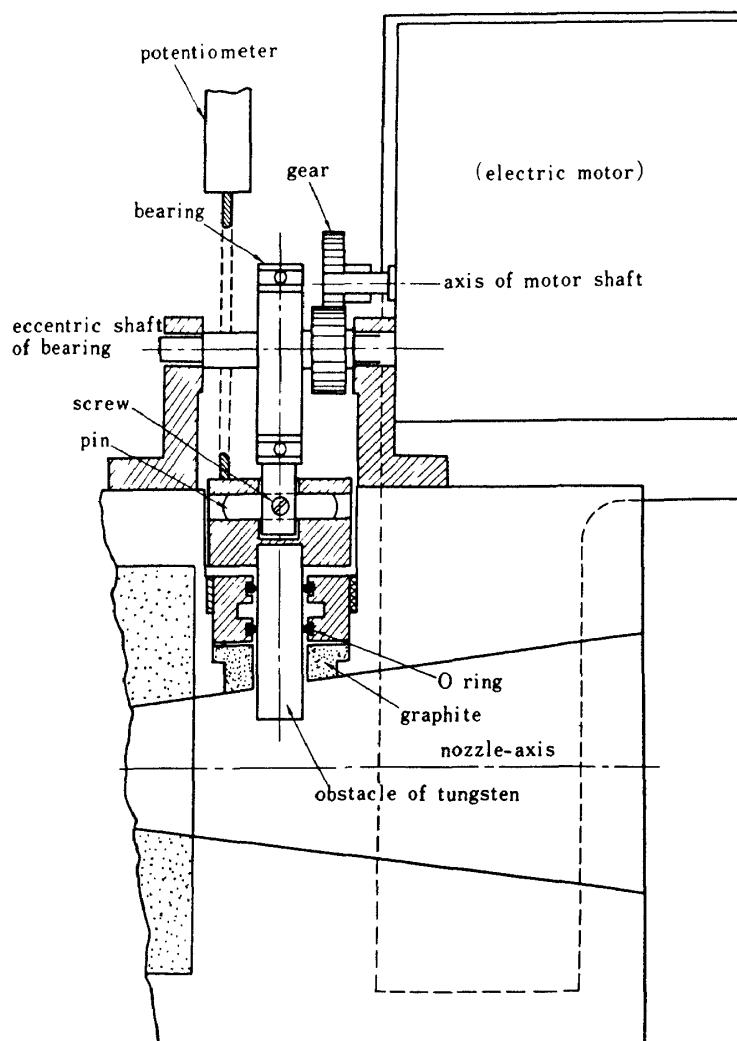 potentiometer
gear
(electric motor)
bearing
axis of motor shaft
eccentric shaft
of bearing
screw
pin
O ring
graphite
nozzle-axis
obstacle of tungsten